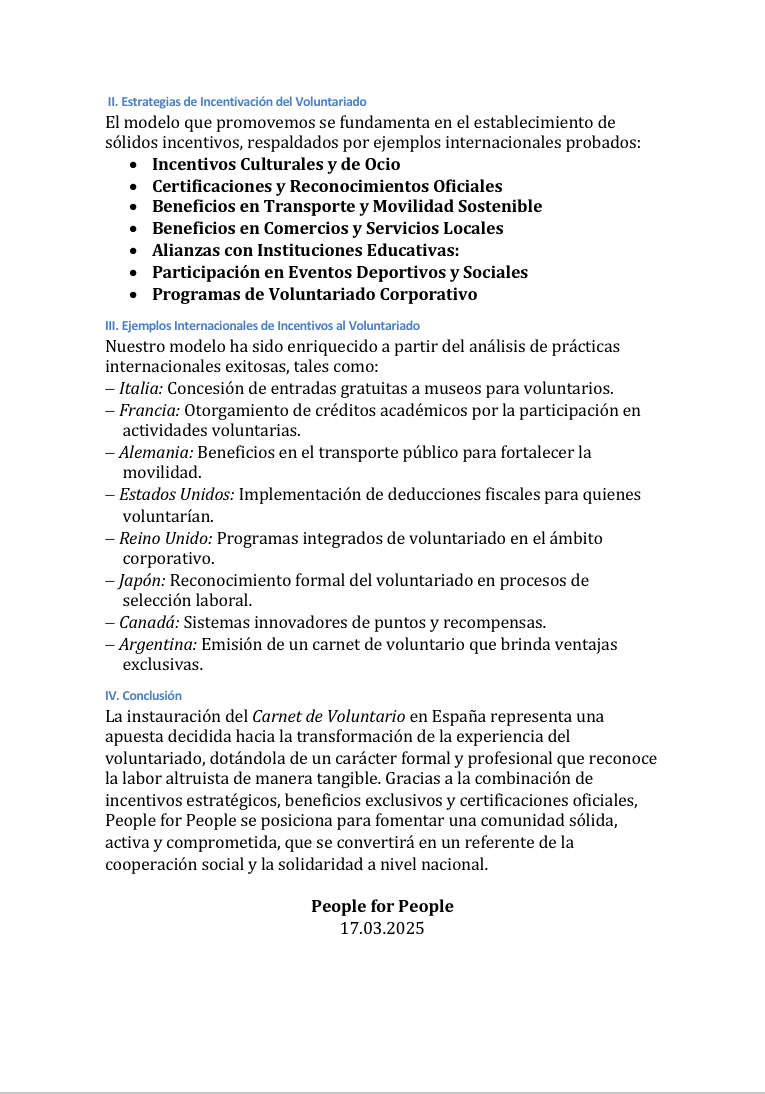 II. Estrategias de Incentivación del Voluntariado
El modelo que promovemos se fundamenta en el establecimiento de
sólidos incentivos, respaldados por ejemplos internacionales probados:
• Incentivos Culturales y de Ocio
• Certificaciones y Reconocimientos Oficiales
• Beneficios en Transporte y Movilidad Sostenible
• Beneficios en Comercios y Servicios Locales
• Alianzas con Instituciones Educativas:
• Participación en Eventos Deportivos y Sociales
• Programas de Voluntariado Corporativo
III. Ejemplos Internacionales de Incentivos al Voluntariado
Nuestro modelo ha sido enriquecido a partir del análisis de prácticas
internacionales exitosas, tales como:
– Italia: Concesión de entradas gratuitas a museos para voluntarios.
– Francia: Otorgamiento de créditos académicos por la participación en
actividades voluntarias.
– Alemania: Beneficios en el transporte público para fortalecer la
movilidad.
– Estados Unidos: Implementación de deducciones fiscales para quienes
voluntarían.
– Reino Unido: Programas integrados de voluntariado en el ámbito
corporativo.
– Japón: Reconocimiento formal del voluntariado en procesos de
selección laboral.
– Canadá: Sistemas innovadores de puntos y recompensas.
– Argentina: Emisión de un carnet de voluntario que brinda ventajas
exclusivas.
IV. Conclusión
La instauración del Carnet de Voluntario en España representa una
apuesta decidida hacia la transformación de la experiencia del
voluntariado, dotándola de un carácter formal y profesional que reconoce
la labor altruista de manera tangible. Gracias a la combinación de
incentivos estratégicos, beneficios exclusivos y certificaciones oficiales,
People for People se posiciona para fomentar una comunidad sólida,
activa y comprometida, que se convertirá en un referente de la
cooperación social y la solidaridad a nivel nacional.
People for People
17.03.2025